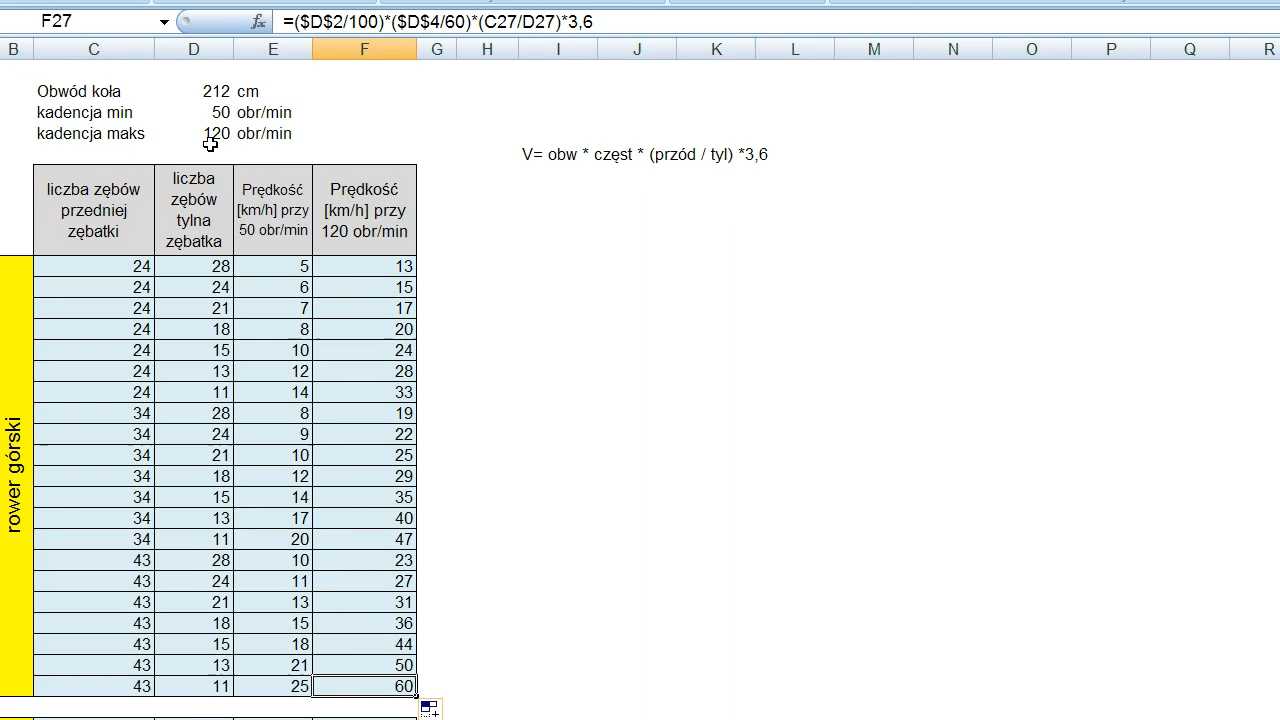 F27 =($D$2/100)*($D$4/60)*(C27/D27)*3,6
B C D E F G H I J K L M N O P Q R
Obwód koła 212 cm
kadencja min 50 obr/min
kadencja maks 120 obr/min
V= obw * częst * (przód / tyl) *3,6
liczba zębów przedniej zębatki
liczba zębów tylna zębatka
Prędkość [km/h] przy 50 obr/min
Prędkość [km/h] przy 120 obr/min
rower górski
24 28 5 13
24 24 6 15
24 21 7 17
24 18 8 20
24 15 10 24
24 13 12 28
24 11 14 33
34 28 8 19
34 24 9 22
34 21 10 25
34 18 12 29
34 15 14 35
34 13 17 40
34 11 20 47
43 28 10 23
43 24 11 27
43 21 13 31
43 18 15 36
43 15 18 44
43 13 21 50
43 11 25 60